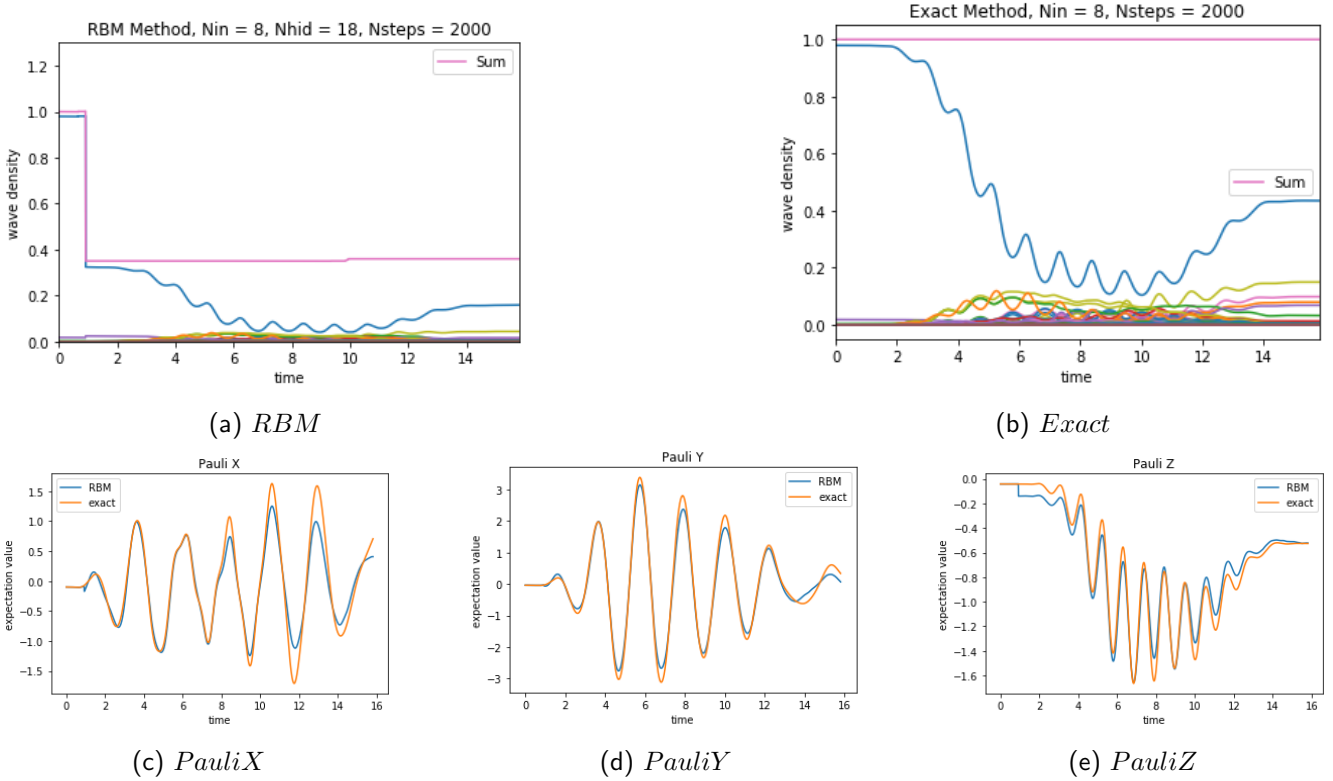 RBM Method, Nin = 8, Nhid = 18, Nsteps = 2000
Sum
1.2
1.0
0.8
0.6
0.4
0.2
0.0
wave density
0 2 4 6 8 10 12 14
time
(a) RBM
Exact Method, Nin = 8, Nsteps = 2000
Sum
1.0
0.8
0.6
0.4
0.2
0.0
wave density
0 2 4 6 8 10 12 14
time
(b) Exact
Pauli X
RBM
exact
1.5
1.0
0.5
0.0
−0.5
−1.0
−1.5
expectation value
0 2 4 6 8 10 12 14 16
time
(c) PauliX
Pauli Y
RBM
exact
3
2
1
0
−1
−2
−3
expectation value
0 2 4 6 8 10 12 14 16
time
(d) PauliY
Pauli Z
RBM
exact
0.0
−0.2
−0.4
−0.6
−0.8
−1.0
−1.2
−1.4
−1.6
expectation value
0 2 4 6 8 10 12 14 16
time
(e) PauliZ